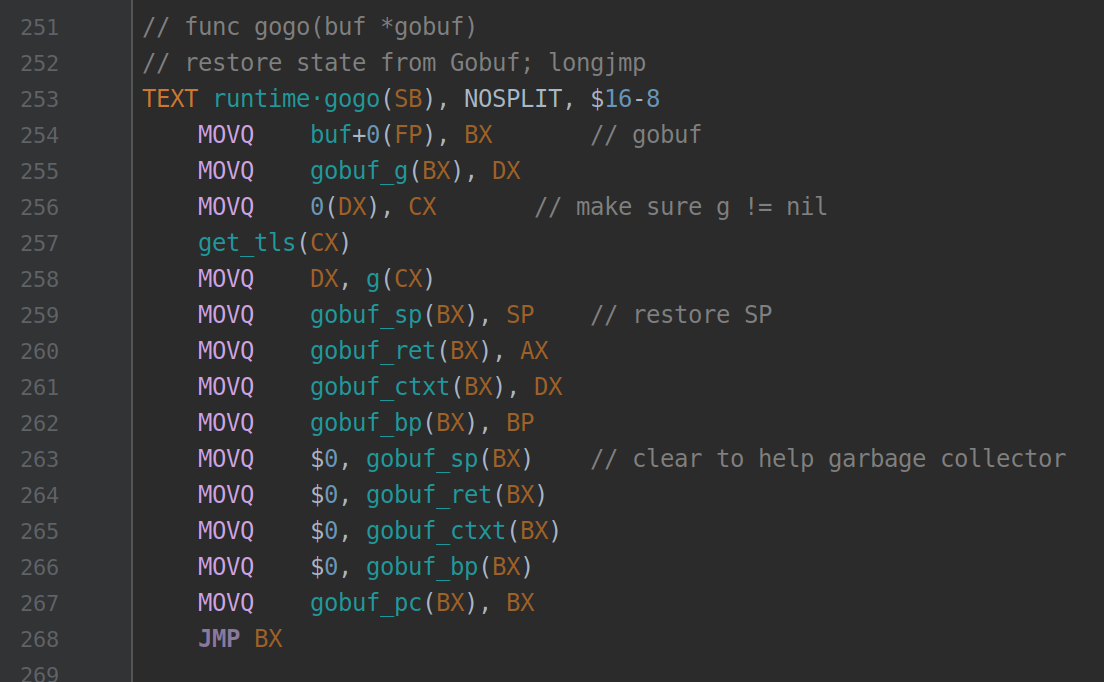 251 // func gogo(buf *gobuf)
252 // restore state from Gobuf; longjmp
253 TEXT runtime·gogo(SB), NOSPLIT, $16-8
254     MOVQ    buf+0(FP), BX       // gobuf
255     MOVQ    gobuf_g(BX), DX
256     MOVQ    0(DX), CX       // make sure g != nil
257     get_tls(CX)
258     MOVQ    DX, g(CX)
259     MOVQ    gobuf_sp(BX), SP    // restore SP
260     MOVQ    gobuf_ret(BX), AX
261     MOVQ    gobuf_ctxt(BX), DX
262     MOVQ    gobuf_bp(BX), BP
263     MOVQ    $0, gobuf_sp(BX)    // clear to help garbage collector
264     MOVQ    $0, gobuf_ret(BX)
265     MOVQ    $0, gobuf_ctxt(BX)
266     MOVQ    $0, gobuf_bp(BX)
267     MOVQ    gobuf_pc(BX), BX
268     JMP BX
269